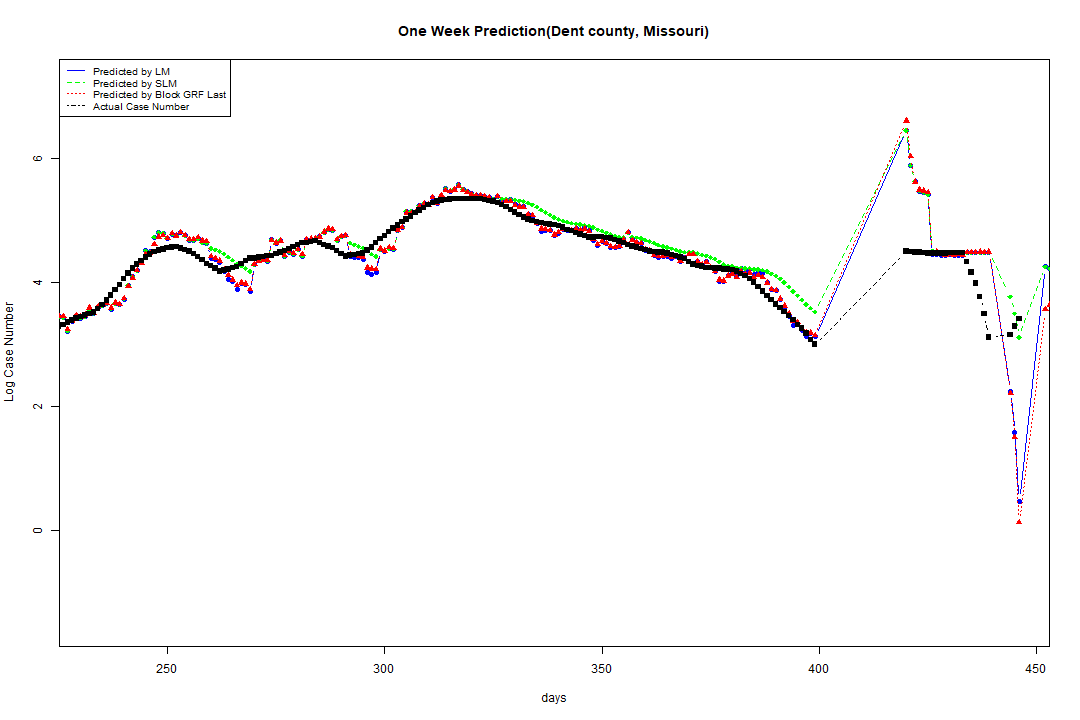 One Week Prediction(Dent county, Missouri)
Predicted by LM
Predicted by SLM
Predicted by Block GRF Last
Actual Case Number
6
4
2
0
Log Case Number
250
300
350
400
450
days